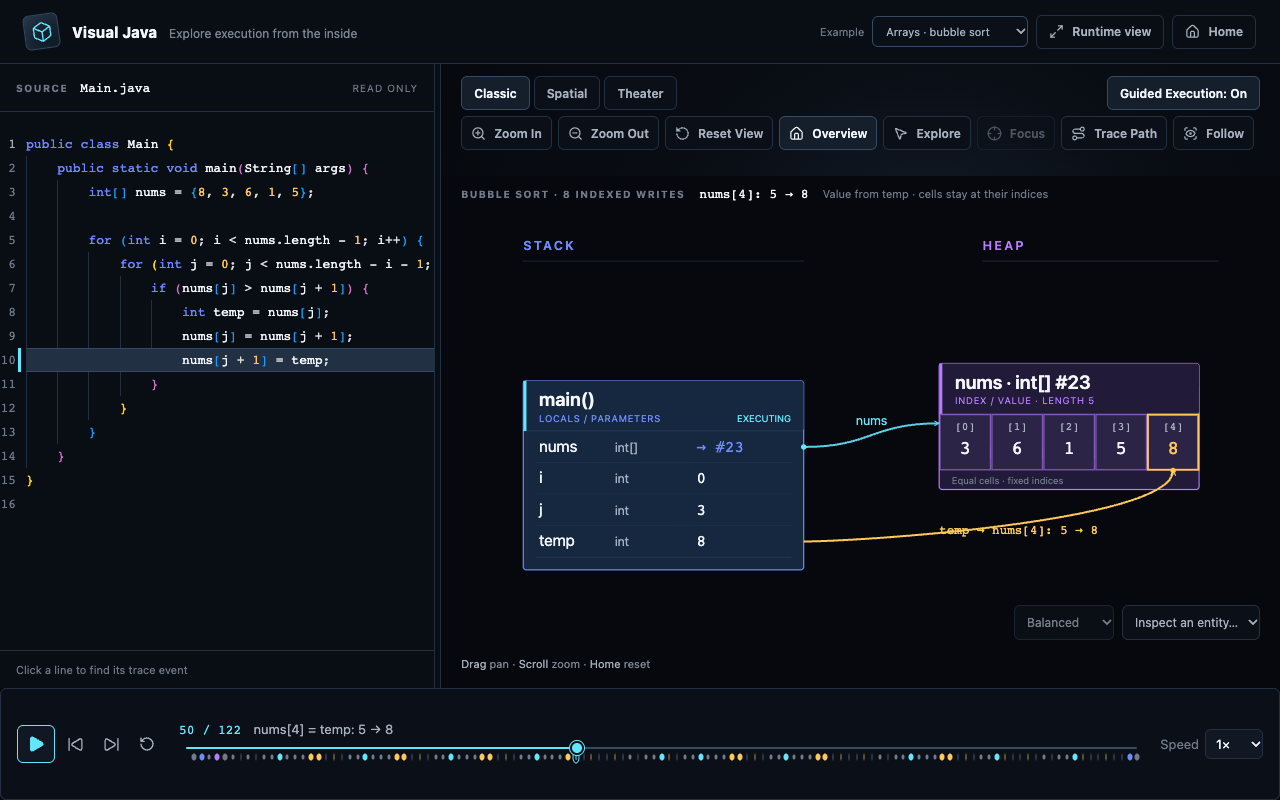 Visual Java Explore execution from the inside Example Arrays · bubble sort Runtime view Home
SOURCE Main.java READ ONLY
Classic Spatial Theater Guided Execution: On
Zoom In Zoom Out Reset View Overview Explore Focus Trace Path Follow
BUBBLE SORT · 8 INDEXED WRITES nums[4]: 5 → 8 Value from temp · cells stay at their indices
1 public class Main {
2 public static void main(String[] args) {
3 int[] nums = {8, 3, 6, 1, 5};
4
5 for (int i = 0; i < nums.length - 1; i++) {
6 for (int j = 0; j < nums.length - i - 1;
7 if (nums[j] > nums[j + 1]) {
8 int temp = nums[j];
9 nums[j] = nums[j + 1];
10 nums[j + 1] = temp;
11 }
12 }
13 }
14 }
15 }
16
Click a line to find its trace event
STACK
main()
LOCALS / PARAMETERS EXECUTING
nums int[] → #23
i int 0
j int 3
temp int 8
nums
HEAP
nums · int[] #23
INDEX / VALUE · LENGTH 5
[0] [1] [2] [3] [4]
3 6 1 5 8
Equal cells · fixed indices
temp → nums[4]: 5 → 8
Balanced Inspect an entity...
Drag pan · Scroll zoom · Home reset
50 / 122 nums[4] = temp: 5 → 8
Speed 1×